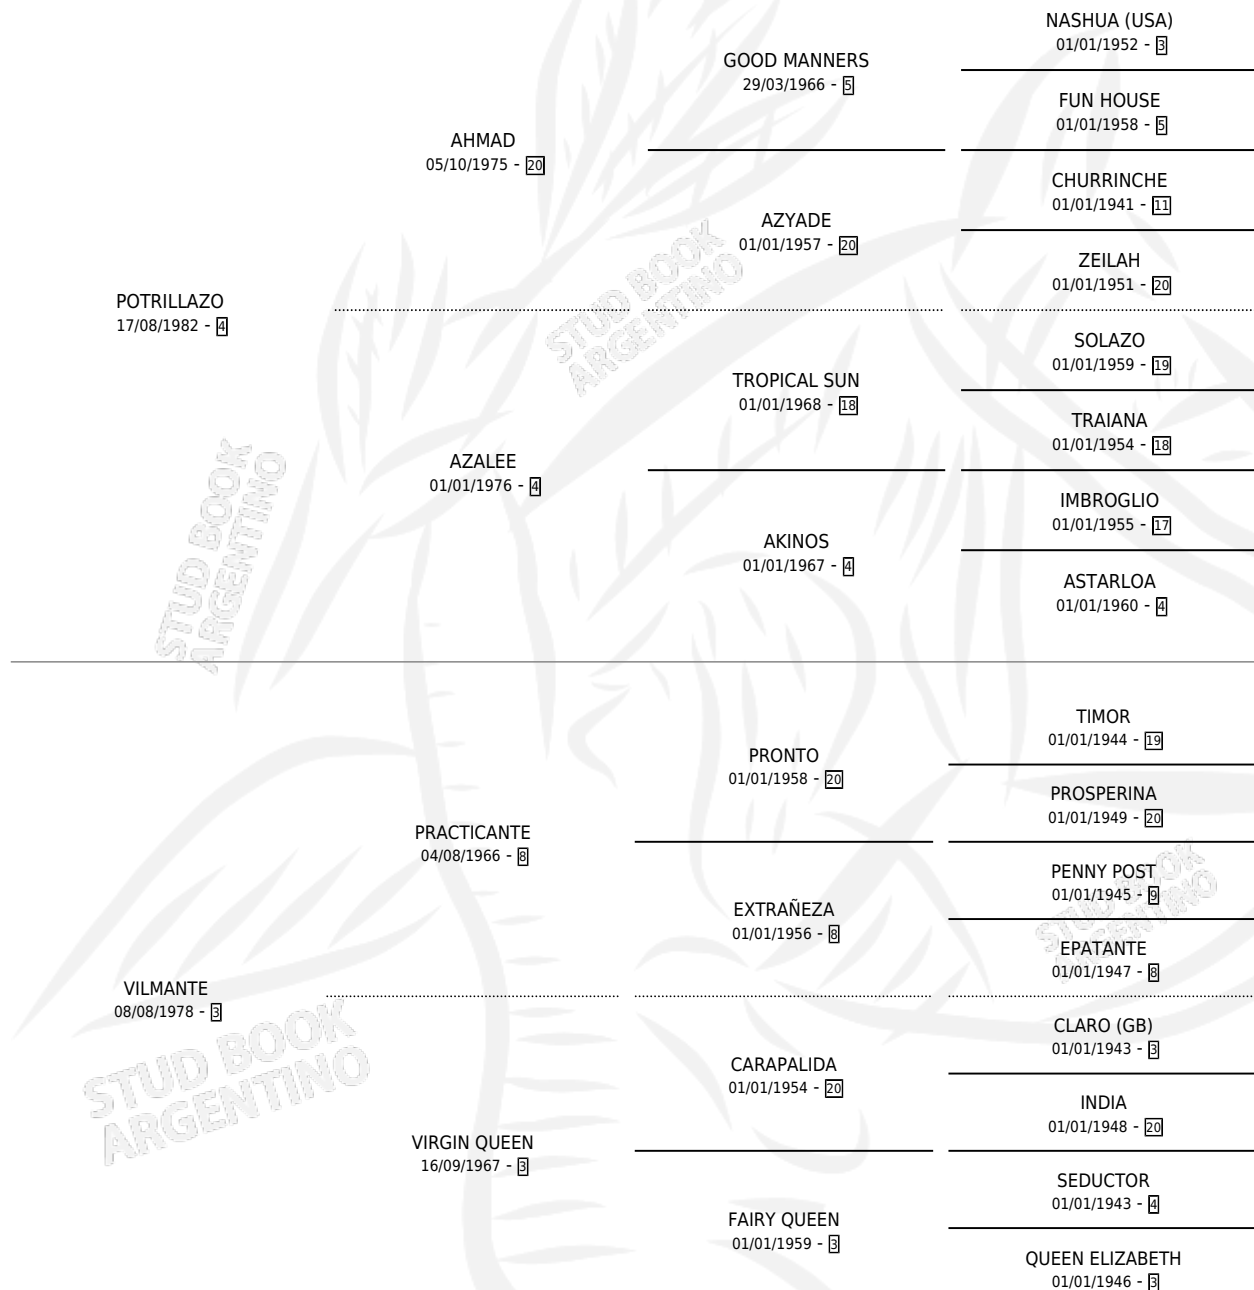 NASHUA (USA)
01/01/1952 - 3
GOOD MANNERS
29/03/1966 - 5
FUN HOUSE
01/01/1958 - 5
AHMAD
05/10/1975 - 20
CHURRINCHE
01/01/1941 - 11
AZYADE
01/01/1957 - 20
ZEILAH
01/01/1951 - 20
POTRILLAZO
17/08/1982 - 4
STUD BOOK
ARGENTINO
SOLAZO
01/01/1959 - 19
TROPICAL SUN
01/01/1968 - 18
TRAIANA
01/01/1954 - 18
AZALEE
01/01/1976 - 4
IMBROGLIO
01/01/1955 - 17
AKINOS
01/01/1967 - 4
ASTARLOA
01/01/1960 - 4
STUD BOOK
ARGENTINO
TIMOR
01/01/1944 - 19
PRONTO
01/01/1958 - 20
PROSPERINA
01/01/1949 - 20
PRACTICANTE
04/08/1966 - 8
PENNY POST
01/01/1945 - 9
EXTRAÑEZA
01/01/1956 - 8
EPATANTE
01/01/1947 - 8
STUD BOOK
ARGENTINO
VILMANTE
08/08/1978 - 3
CLARO (GB)
01/01/1943 - 3
CARAPALIDA
01/01/1954 - 20
INDIA
01/01/1948 - 20
STUD BOOK
ARGENTINO
VIRGIN QUEEN
16/09/1967 - 3
SEDUCTOR
01/01/1943 - 4
FAIRY QUEEN
01/01/1959 - 3
QUEEN ELIZABETH
01/01/1946 - 3